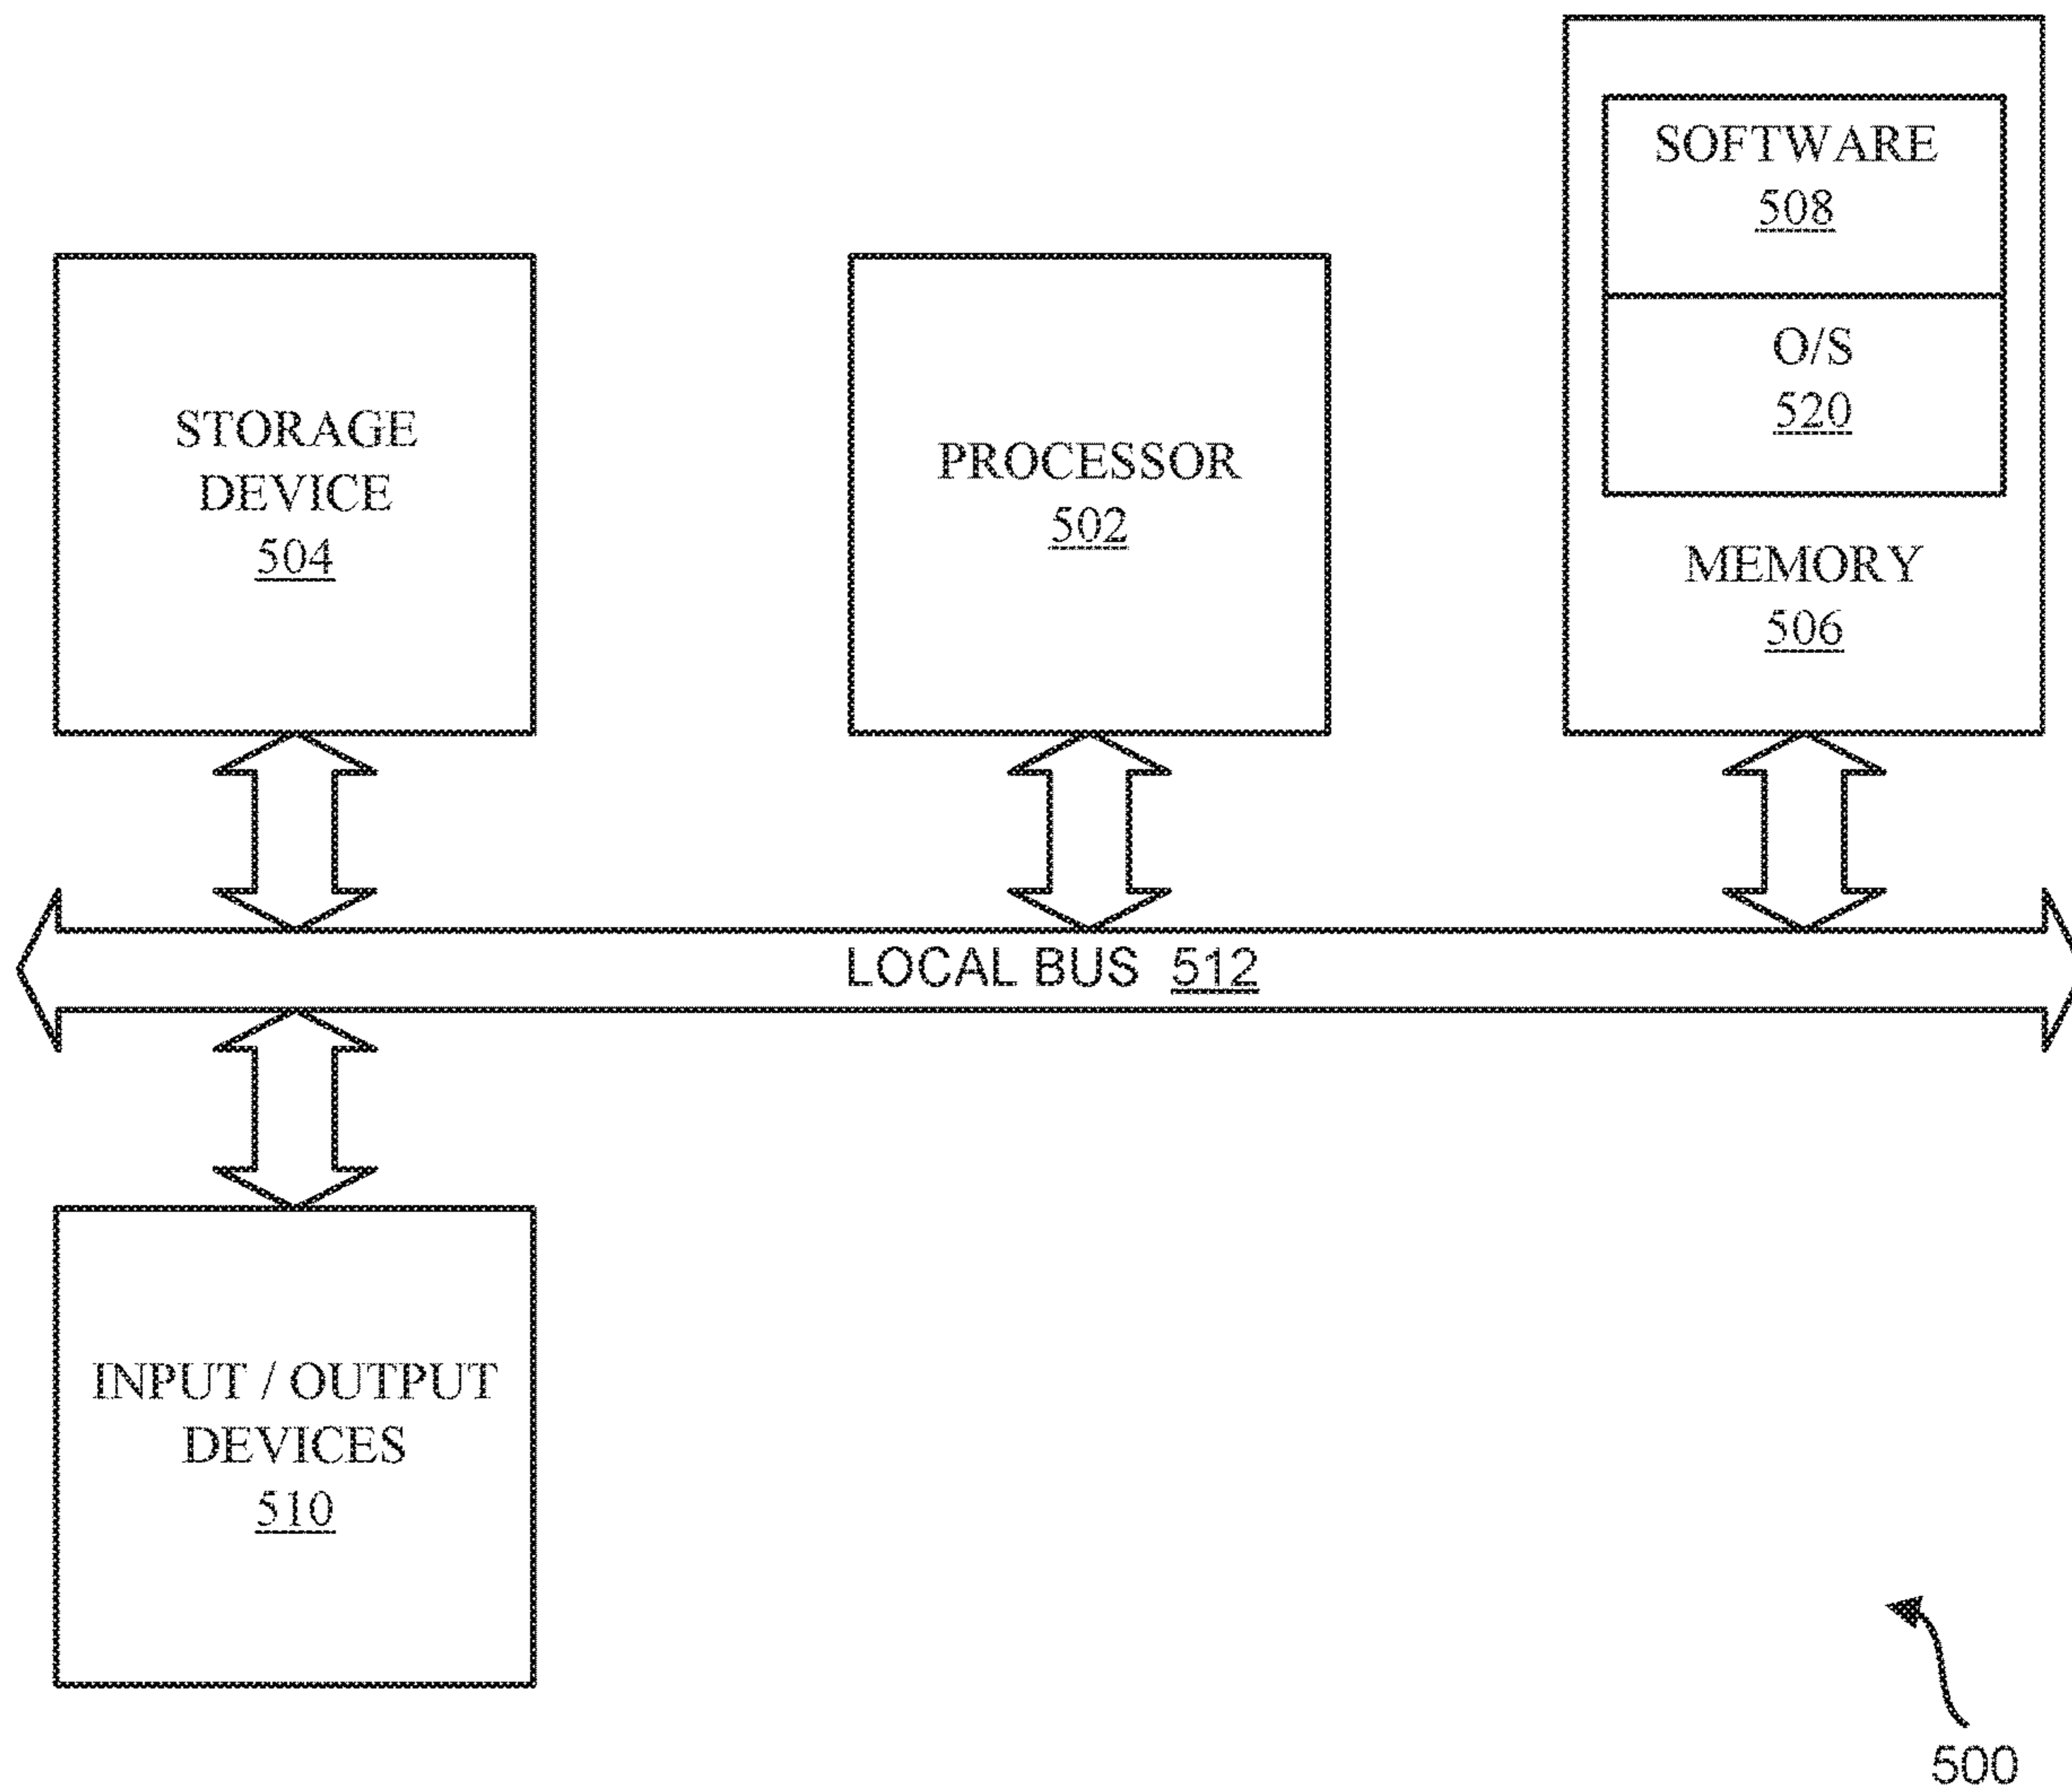 SOFTWARE
508
O/S
520
MEMORY
506
STORAGE
DEVICE
504
PROCESSOR
502
LOCAL BUS 512
INPUT / OUTPUT
DEVICES
510
500